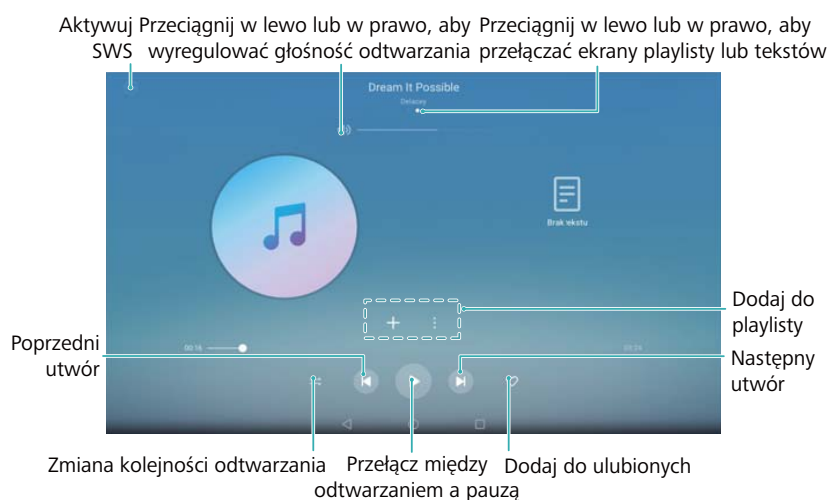 Aktywuj
SWS
Przeciągnij w lewo lub w prawo, aby
wyregulować głośność odtwarzania
Przeciągnij w lewo lub w prawo, aby
przełączać ekrany playlisty lub tekstów
Dream It Possible
Delacey
Brak tekstu
Dodaj do
playlisty
Poprzedni
utwór
00:16
03:24
Następny
utwór
Zmiana kolejności odtwarzania
Przełącz między
odtwarzaniem a pauzą
Dodaj do ulubionych